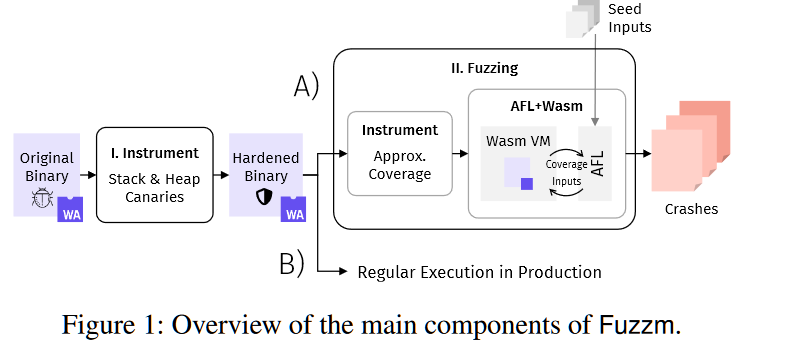 Seed
Inputs
A)
II. Fuzzing
AFL+Wasm
Instrument
Approx.
Coverage
Wasm VM
Coverage
Inputs
AFL
I. Instrument
Stack & Heap
Canaries
Original
Binary
WA
Hardened
Binary
WA
Crashes
B)
Regular Execution in Production
Figure 1: Overview of the main components of Fuzzm.